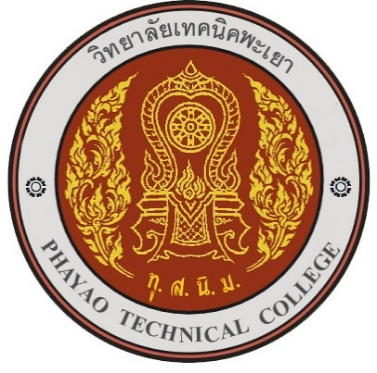 วิทยาลัยเทคนิคพะเยา
ทุ. ส. นิ. ม.
PHAYAO TECHNICAL COLLEGE